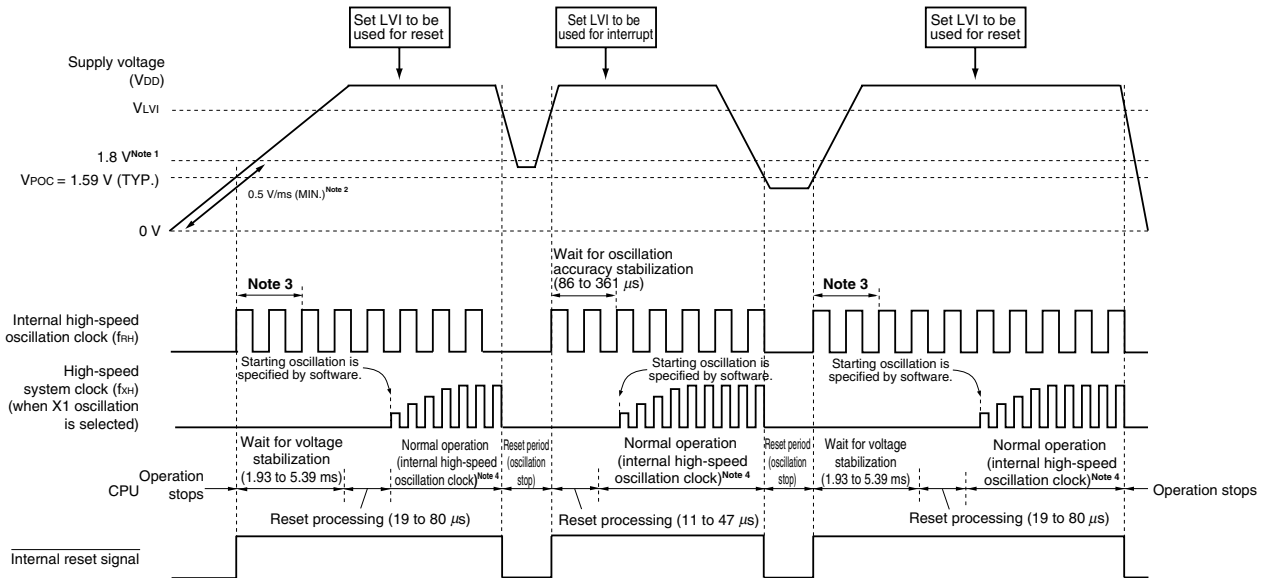 Set LVI to be
used for reset
Set LVI to be
used for interrupt
Set LVI to be
used for reset
Supply voltage
(VDD)
VLVI
1.8 V Note 1
VPOC = 1.59 V (TYP.)
0.5 V/ms (MIN.) Note 2
0 V
Wait for oscillation
accuracy stabilization
(86 to 361 μs)
Note 3
Note 3
Internal high-speed
oscillation clock (fRH)
Starting oscillation is
specified by software.
Starting oscillation is
specified by software.
Starting oscillation is
specified by software.
High-speed
system clock (fXH)
(when X1 oscillation
is selected)
Wait for voltage
stabilization
(1.93 to 5.39 ms)
Normal operation
(internal high-speed
oscillation clock) Note 4
Reset period
(oscillation
stop)
Normal operation
(internal high-speed
oscillation clock) Note 4
Reset period
(oscillation
stop)
Wait for voltage
stabilization
(1.93 to 5.39 ms)
Normal operation
(internal high-speed
oscillation clock) Note 4
CPU
Operation
stops
Operation stops
Reset processing (19 to 80 μs)
Reset processing (11 to 47 μs)
Reset processing (19 to 80 μs)
Internal reset signal